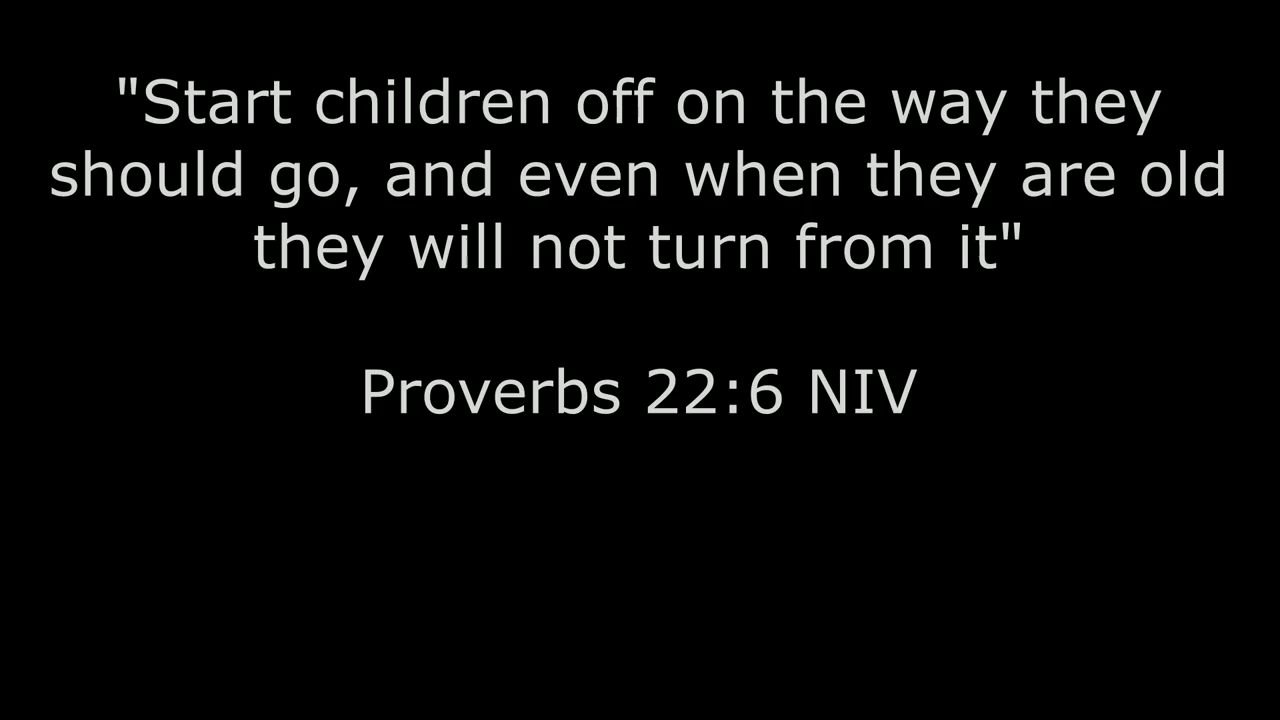 "Start children off on the way they
should go, and even when they are old
they will not turn from it"
Proverbs 22:6 NIV